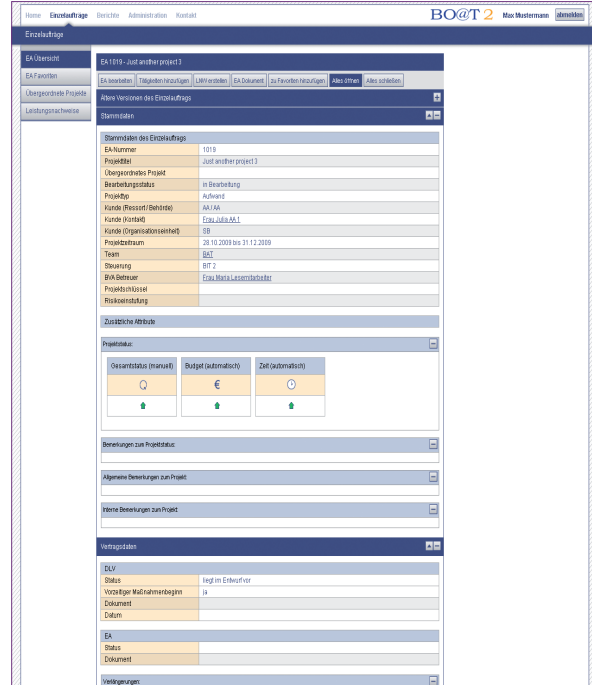 Home Einzelaufträge Berichte Administration Kontakt BO@T 2 Max Mustermann abmelden
Einzelaufträge
EA Übersicht
EA Favoriten
Übergeordnete Projekte
Leistungsnachweise
EA 1019 - Just another project 3
EA bearbeiten Tätigkeiten hinzufügen LNW erstellen EA Dokument zu Favoriten hinzufügen Alles öffnen Alles schließen
Ältere Versionen des Einzelauftrags
Stammdaten
Stammdaten des Einzelauftrags
EA-Nummer 1019
Projekttitel Just another project 3
Übergeordnetes Projekt
Bearbeitungsstatus in Bearbeitung
Projekttyp Aufwand
Kunde (Ressort / Behörde) AA / AA
Kunde (Kontakt) Frau Julia AA 1
Kunde (Organisationseinheit) SB
Projektzeitraum 28.10.2009 bis 31.12.2009
Team BAT
Steuerung BIT 2
BVA Betreuer Frau Maria Lesemitarbeiter
Projektschlüssel
Risikoeinstufung
Zusätzliche Attribute
Projektstatus:
Gesamtstatus (manuell) Budget (automatisch) Zeit (automatisch)
€
Bemerkungen zum Projektstatus:
Allgemeine Bemerkungen zum Projekt:
Interne Bemerkungen zum Projekt:
Vertragsdaten
DLV
Status liegt im Entwurf vor
Vorzeitiger Maßnahmenbeginn ja
Dokument
Datum
EA
Status
Dokument
Verlängerungen: